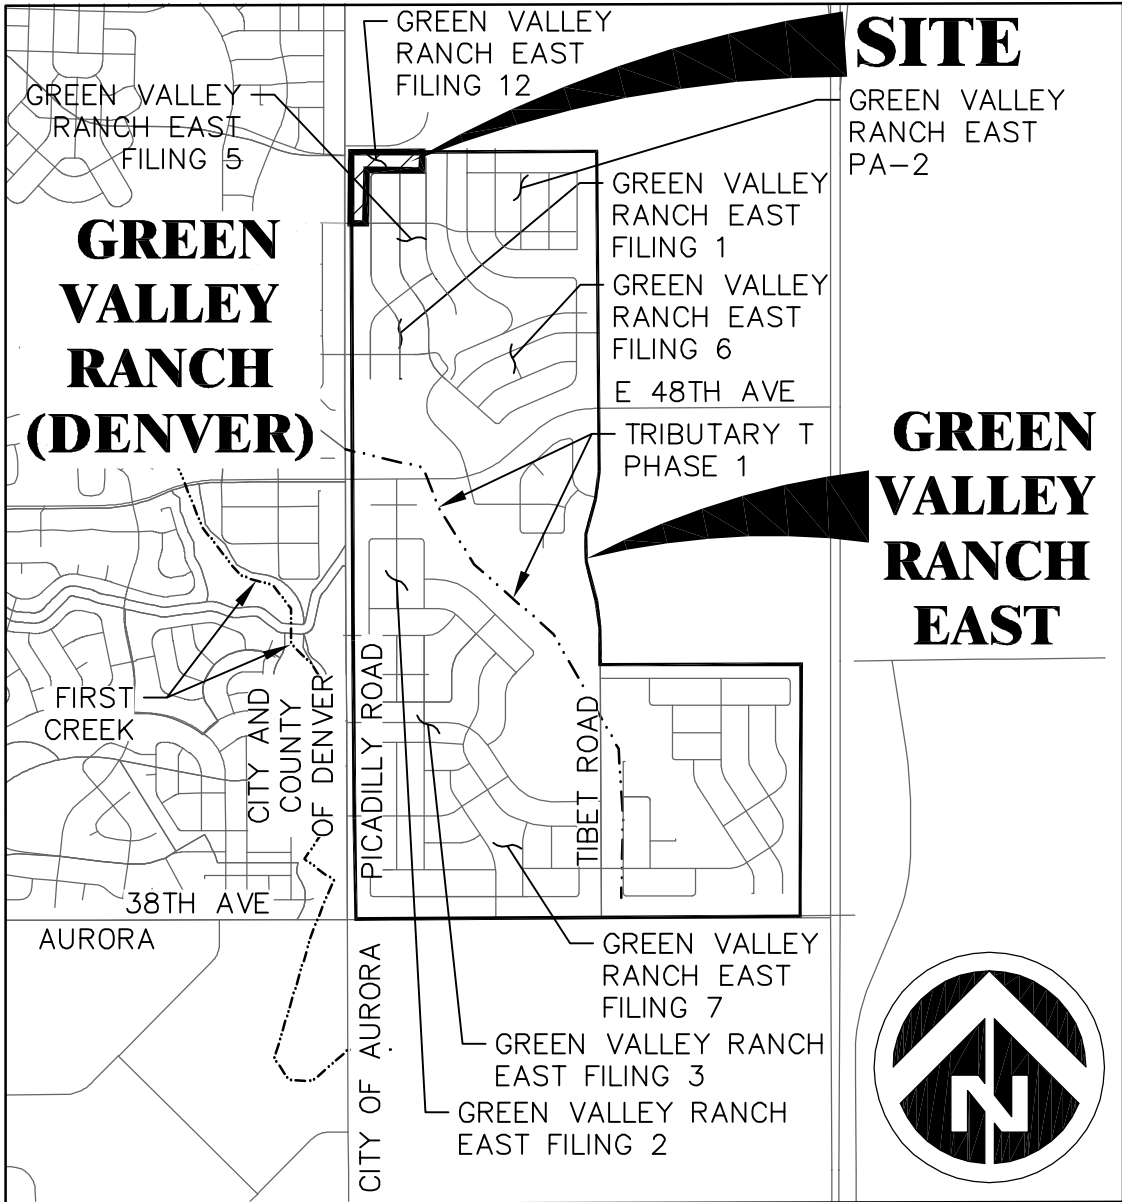 GREEN VALLEY
RANCH EAST
FILING 12
SITE
GREEN VALLEY
RANCH EAST
FILING 5
GREEN VALLEY
RANCH EAST
PA-2
GREEN
VALLEY
RANCH
(DENVER)
GREEN VALLEY
RANCH EAST
FILING 1
GREEN VALLEY
RANCH EAST
FILING 6
E 48TH AVE
TRIBUTARY T
PHASE 1
GREEN
VALLEY
RANCH
EAST
FIRST
CREEK
CITY AND
COUNTY
OF DENVER
PICADILLY ROAD
TIBET ROAD
38TH AVE
AURORA
CITY OF AURORA
GREEN VALLEY
RANCH EAST
FILING 7
GREEN VALLEY RANCH
EAST FILING 3
GREEN VALLEY RANCH
EAST FILING 2
N